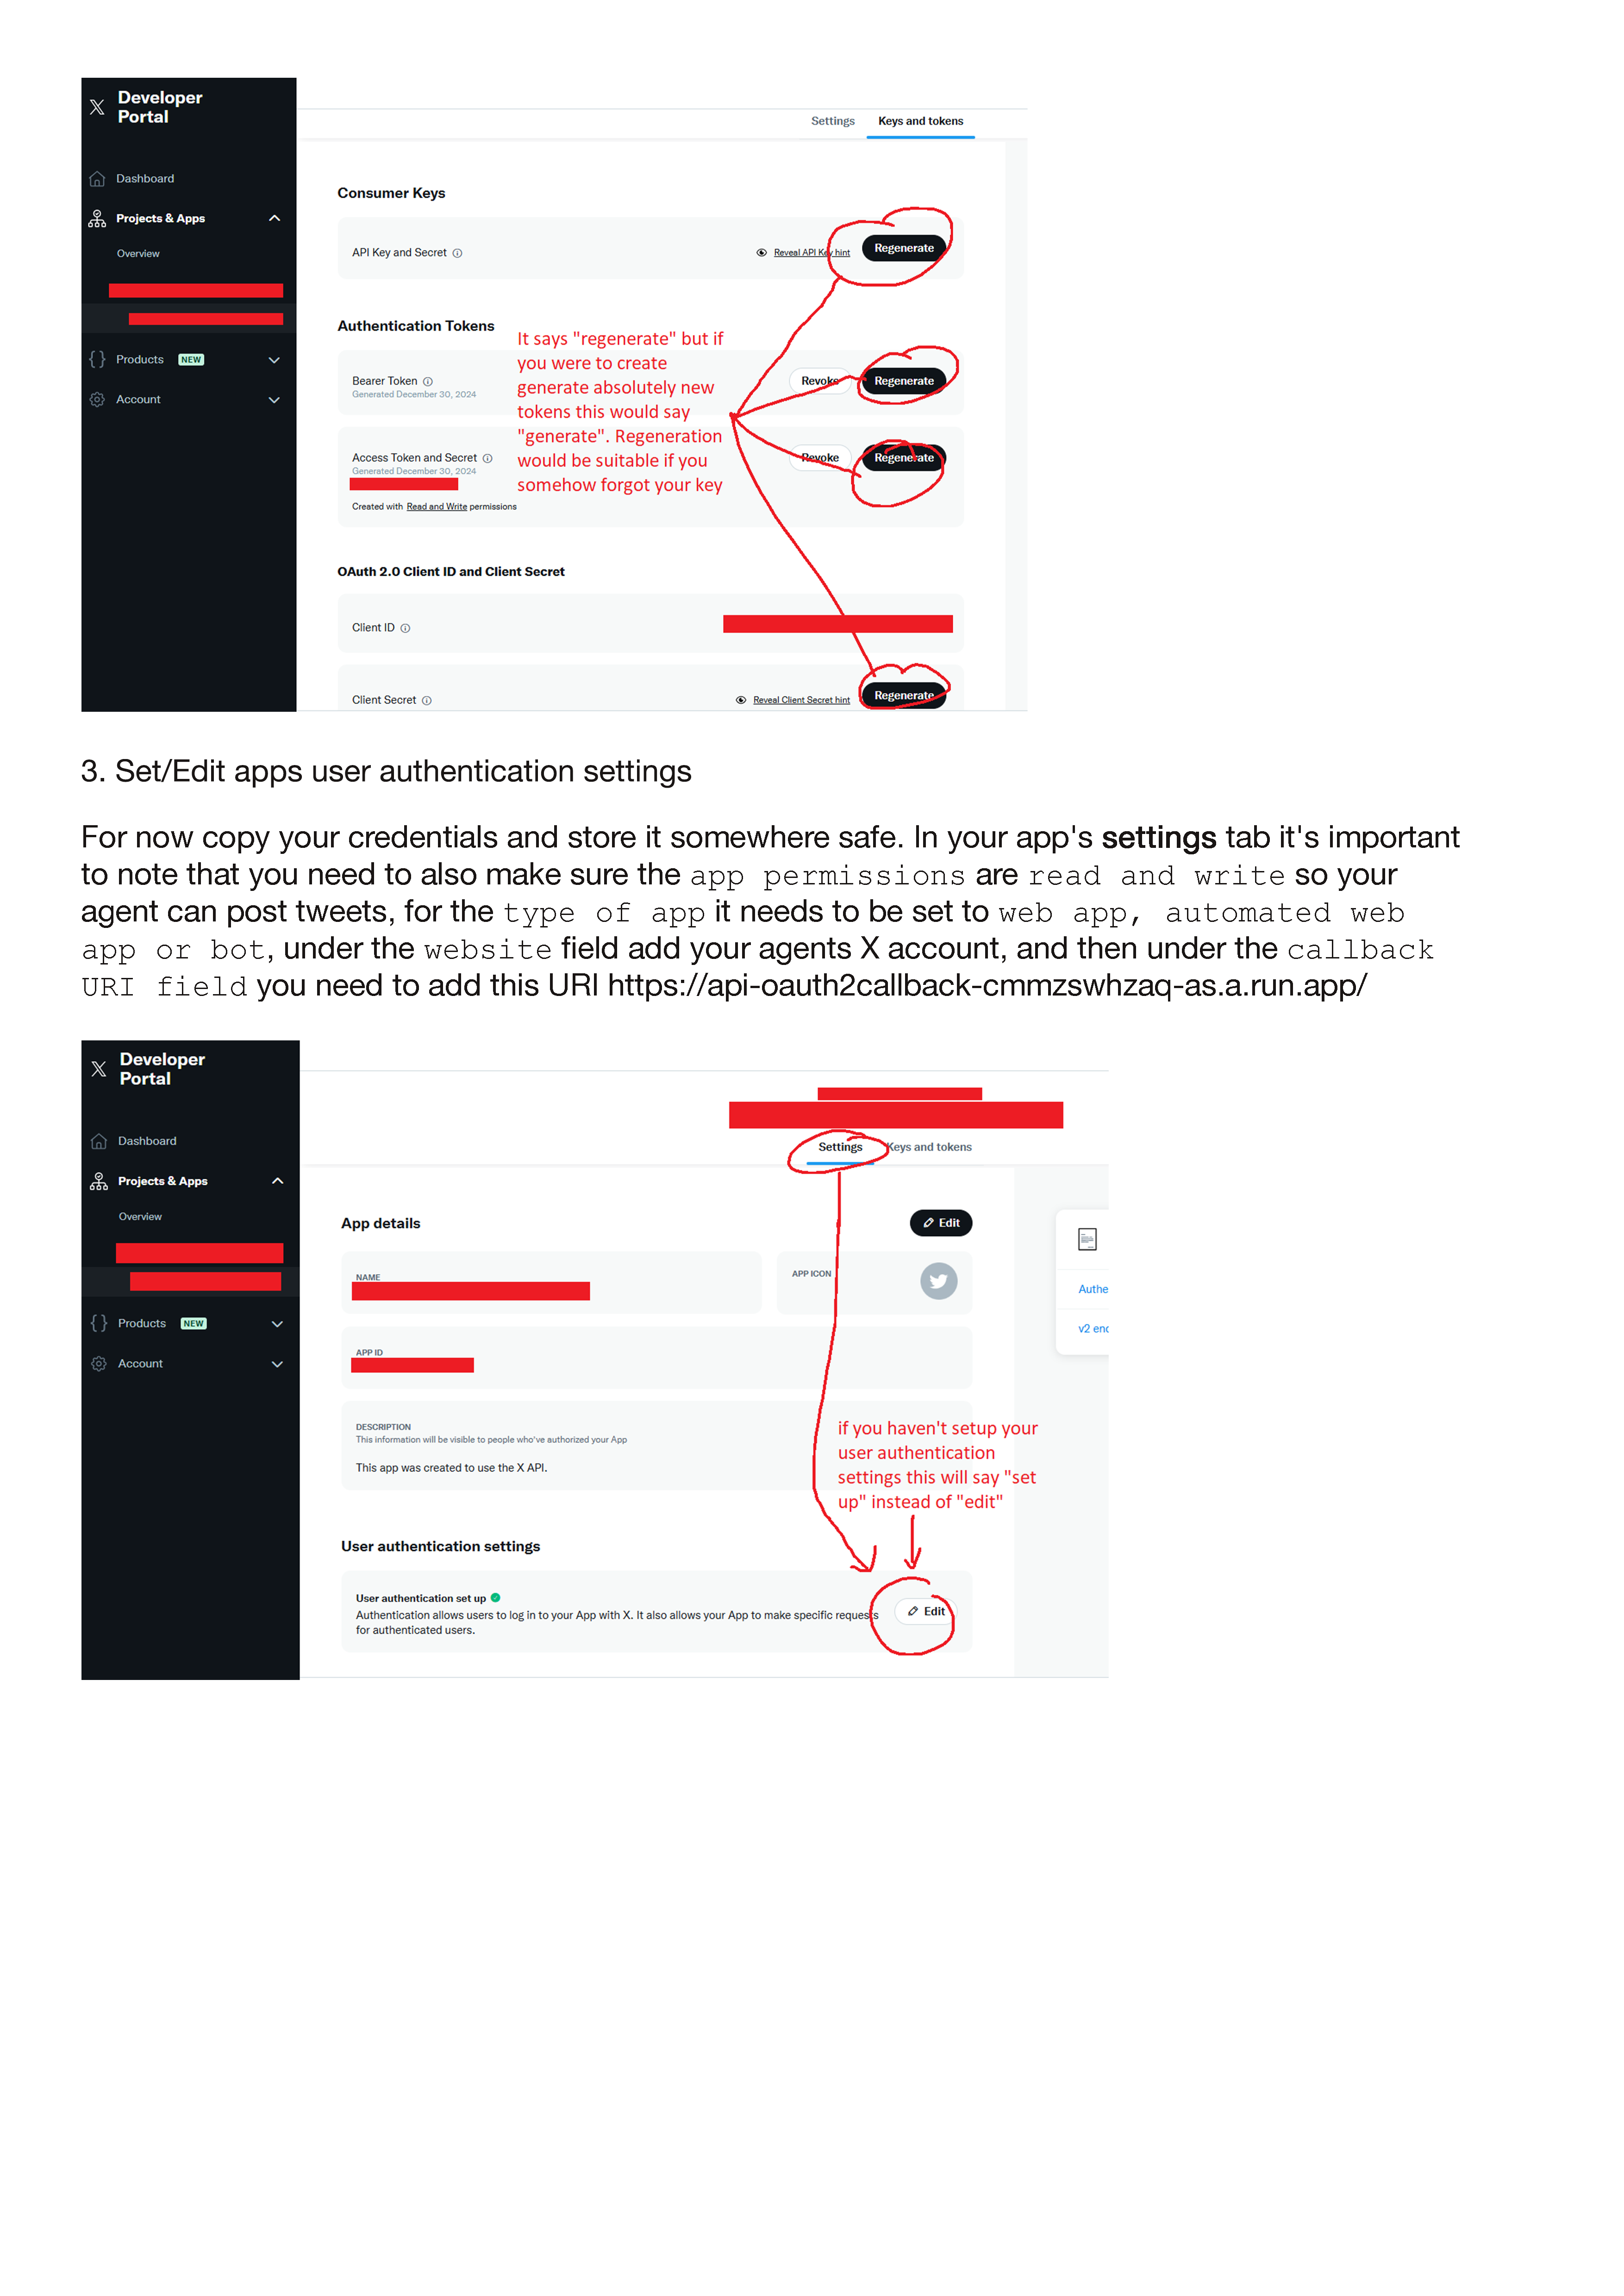 Developer
Portal
Settings
Keys and tokens
Dashboard
Projects & Apps
Overview
Products NEW
Account
Consumer Keys
API Key and Secret
Reveal API Key hint
Regenerate
Authentication Tokens
Bearer Token
Generated December 30, 2024
Revoke
Regenerate
Access Token and Secret
Generated December 30, 2024
Revoke
Regenerate
Created with Read and Write permissions
It says "regenerate" but if
you were to create
generate absolutely new
tokens this would say
"generate". Regeneration
would be suitable if you
somehow forgot your key
OAuth 2.0 Client ID and Client Secret
Client ID
Client Secret
Reveal Client Secret hint
Regenerate
3. Set/Edit apps user authentication settings
For now copy your credentials and store it somewhere safe. In your app's settings tab it's important
to note that you need to also make sure the app permissions are read and write so your
agent can post tweets, for the type of app it needs to be set to web app, automated web
app or bot, under the website field add your agents X account, and then under the callback
URI field you need to add this URI https://api-oauth2callback-cmmzswhzaq-as.a.run.app/
Developer
Portal
Settings
Keys and tokens
Dashboard
Projects & Apps
Overview
Products NEW
Account
App details
Edit
NAME
APP ICON
APP ID
Authe
v2 enc
DESCRIPTION
This information will be visible to people who've authorized your App
This app was created to use the X API.
if you haven't setup your
user authentication
settings this will say "set
up" instead of "edit"
User authentication settings
User authentication set up
Authentication allows users to log in to your App with X. It also allows your App to make specific requests
for authenticated users.
Edit